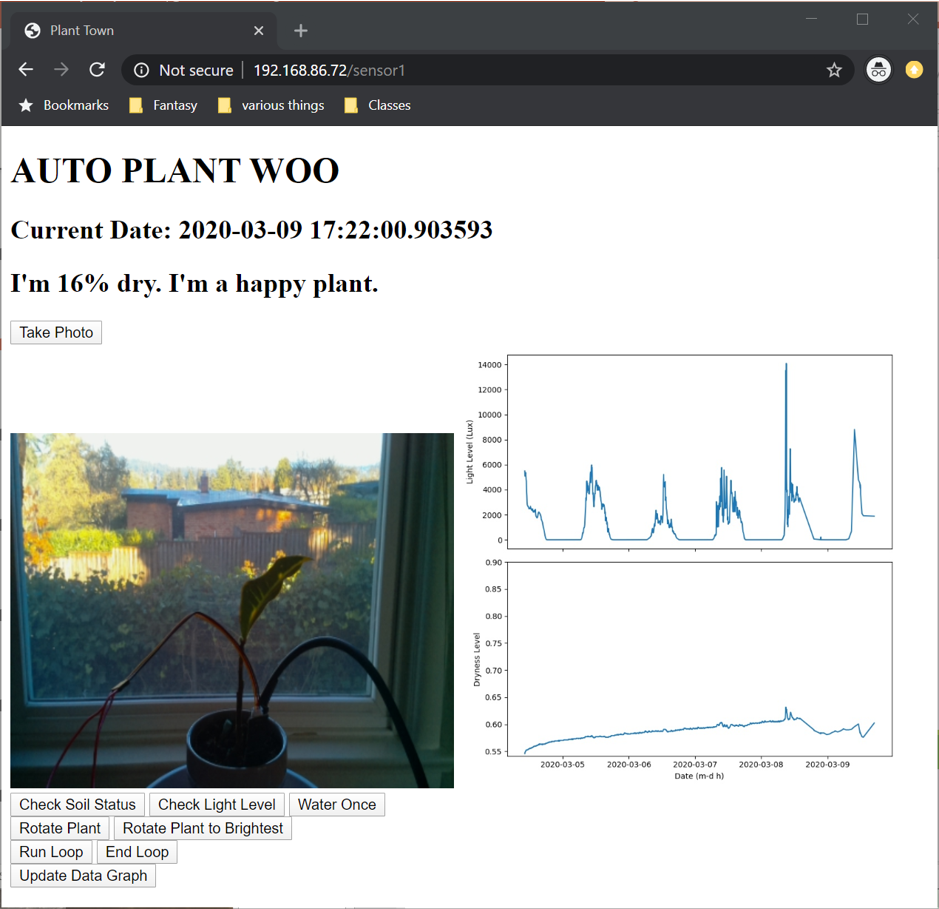 Plant Town
Not secure | 192.168.86.72/sensor1
Bookmarks Fantasy various things Classes
AUTO PLANT WOO
Current Date: 2020-03-09 17:22:00.903593
I'm 16% dry. I'm a happy plant.
Take Photo
14000
12000
10000
8000
6000
4000
2000
0
Light Level (Lux)
0.90
0.85
0.80
0.75
0.70
0.65
0.60
0.55
Dryness Level
2020-03-05 2020-03-06 2020-03-07 2020-03-08 2020-03-09
Date (m-d h)
Check Soil Status Check Light Level Water Once
Rotate Plant Rotate Plant to Brightest
Run Loop End Loop
Update Data Graph